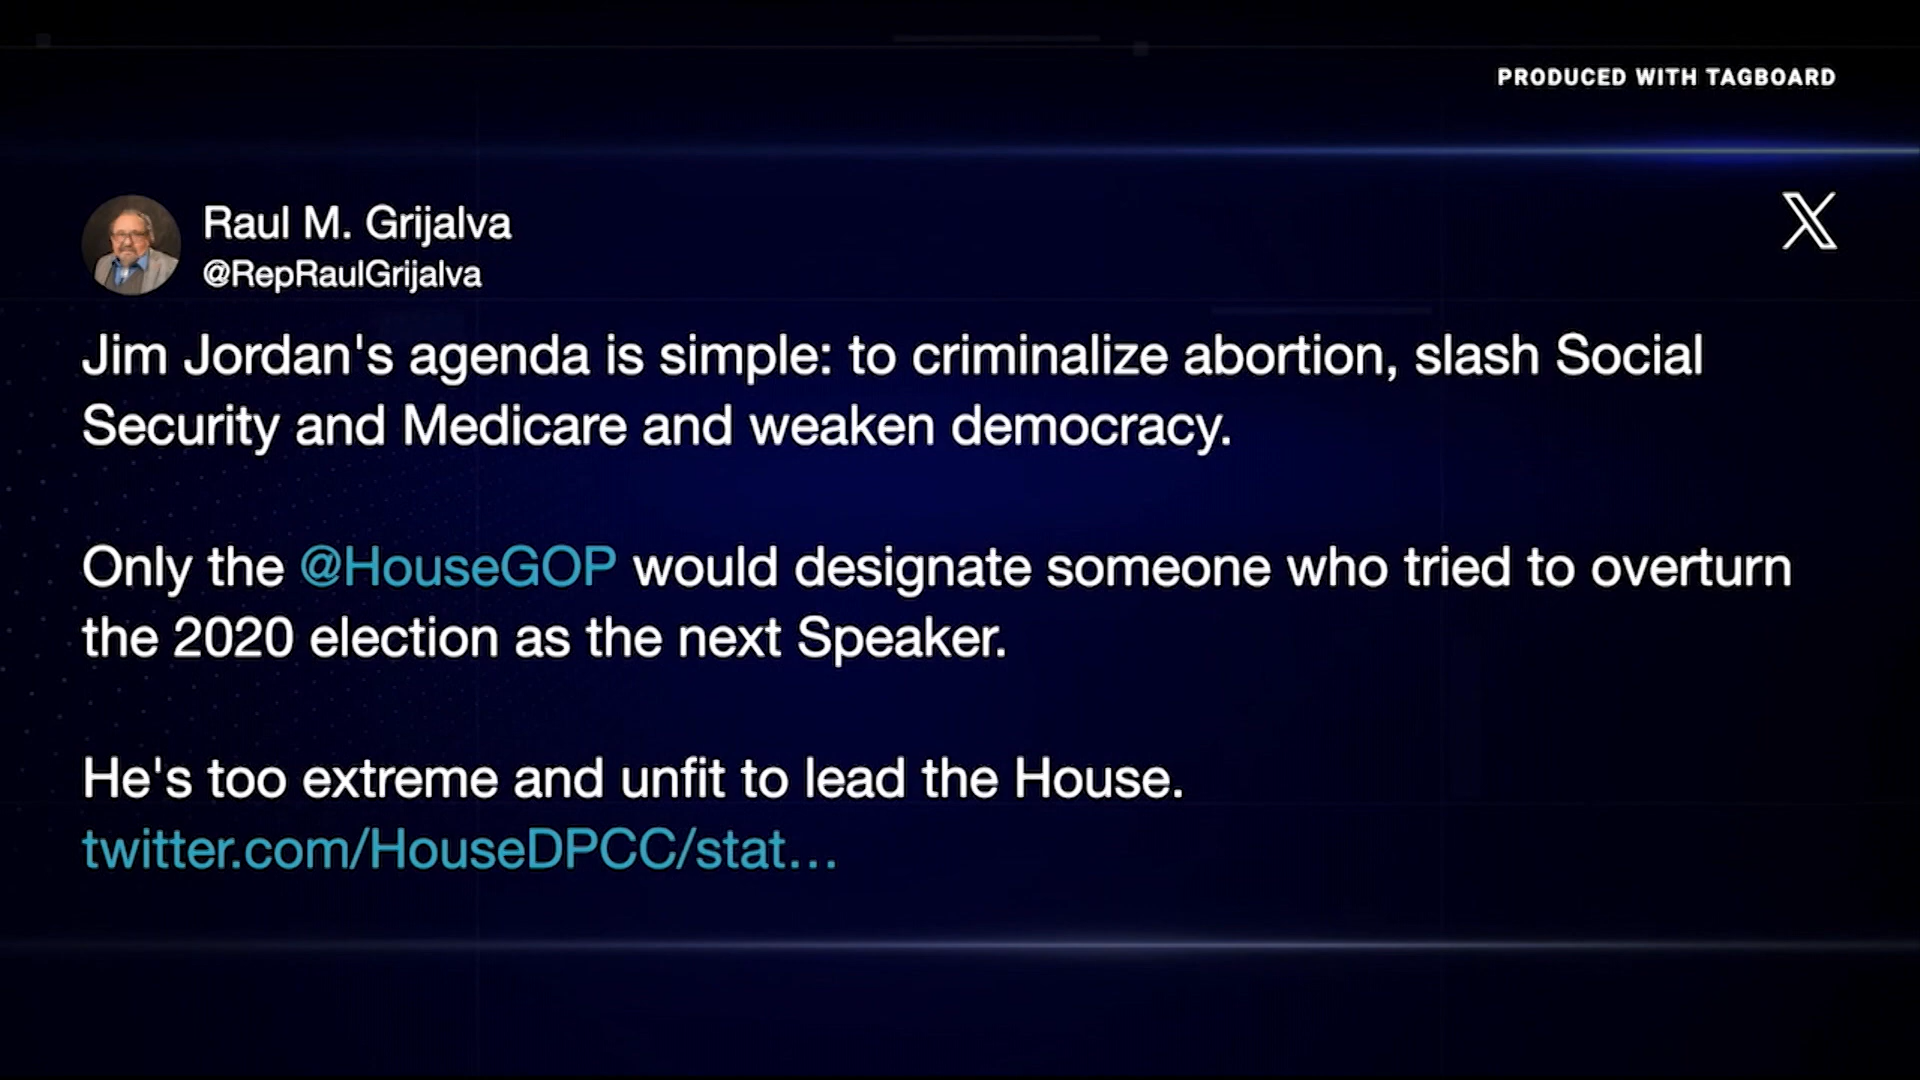 PRODUCED WITH TAGBOARD
Raul M. Grijalva
@RepRaulGrijalva
Jim Jordan's agenda is simple: to criminalize abortion, slash Social
Security and Medicare and weaken democracy.
Only the @HouseGOP would designate someone who tried to overturn
the 2020 election as the next Speaker.
He's too extreme and unfit to lead the House.
twitter.com/HouseDPCC/stat…